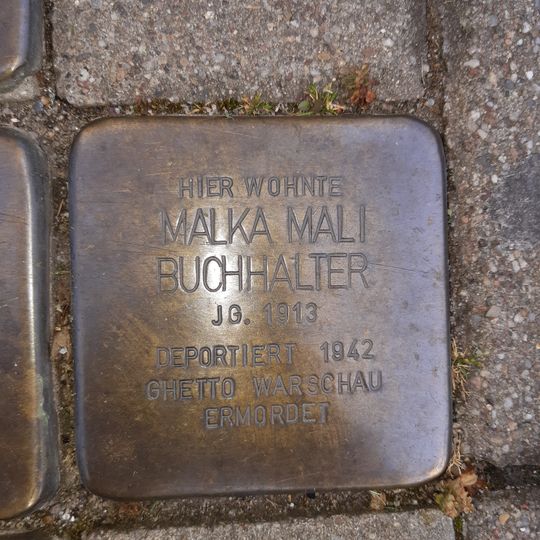 HIER WOHNTE
MALKA MALI
BUCHHALTER
JG. 1913
DEPORTIERT 1942
GHETTO WARSCHAU
ERMORDET